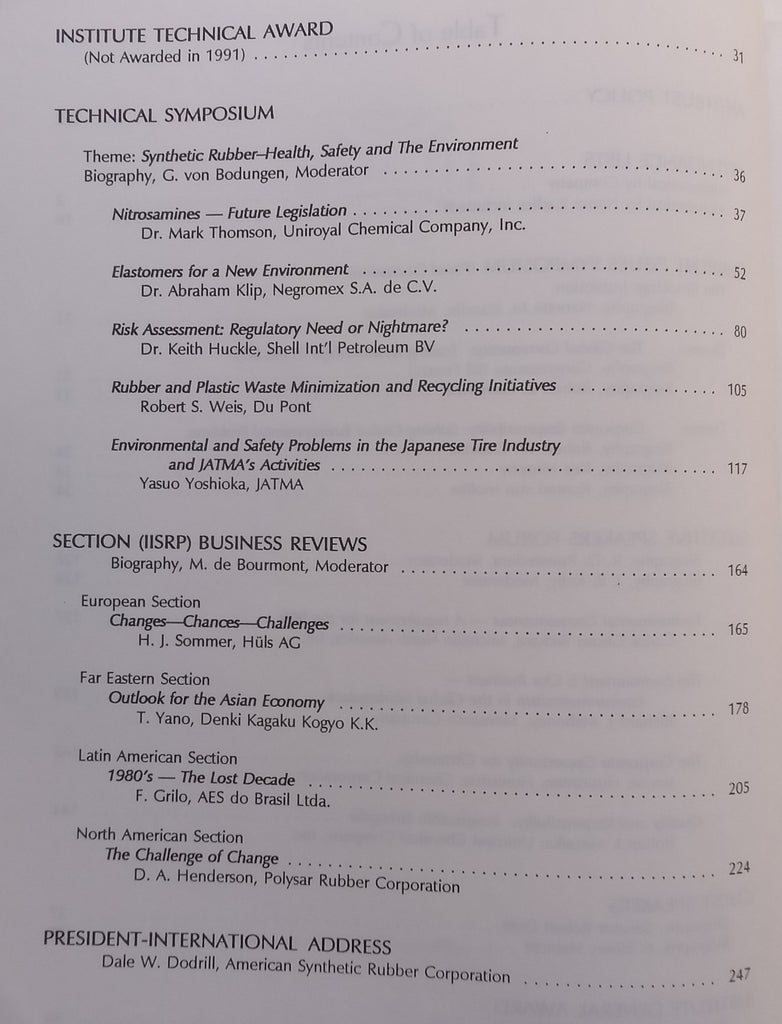 INSTITUTE TECHNICAL AWARD
(Not Awarded in 1991) . . . . . . . . . . . . . . . . . . . . . . . . . . . . . . . . . . . . . . . 31
TECHNICAL SYMPOSIUM
Theme: Synthetic Rubber–Health, Safety and The Environment
Biography, G. von Bodungen, Moderator . . . . . . . . . . . . . . . . . . . . . . . . . . . . 36
Nitrosamines — Future Legislation . . . . . . . . . . . . . . . . . . . . . . . . . . . . . . 37
Dr. Mark Thomson, Uniroyal Chemical Company, Inc.
Elastomers for a New Environment . . . . . . . . . . . . . . . . . . . . . . . . . . . . . . 52
Dr. Abraham Klip, Negromex S.A. de C.V.
Risk Assessment: Regulatory Need or Nightmare? . . . . . . . . . . . . . . . . . . . . . 80
Dr. Keith Huckle, Shell Int'l Petroleum BV
Rubber and Plastic Waste Minimization and Recycling Initiatives . . . . . . . . . . . . 105
Robert S. Weis, Du Pont
Environmental and Safety Problems in the Japanese Tire Industry
and JATMA's Activities . . . . . . . . . . . . . . . . . . . . . . . . . . . . . . . . 117
Yasuo Yoshioka, JATMA
SECTION (IISRP) BUSINESS REVIEWS
Biography, M. de Bourmont, Moderator . . . . . . . . . . . . . . . . . . . . . . . . . . 164
European Section
Changes—Chances—Challenges . . . . . . . . . . . . . . . . . . . . . . . . . . . . . . . 165
H. J. Sommer, Hüls AG
Far Eastern Section
Outlook for the Asian Economy . . . . . . . . . . . . . . . . . . . . . . . . . . . . . . . 178
T. Yano, Denki Kagaku Kogyo K.K.
Latin American Section
1980's — The Lost Decade . . . . . . . . . . . . . . . . . . . . . . . . . . . . . . . . . . 205
F. Grilo, AES do Brasil Ltda.
North American Section
The Challenge of Change . . . . . . . . . . . . . . . . . . . . . . . . . . . . . . . . . . . 224
D. A. Henderson, Polysar Rubber Corporation
PRESIDENT-INTERNATIONAL ADDRESS
Dale W. Dodrill, American Synthetic Rubber Corporation . . . . . . . . . . . . . . . . 247